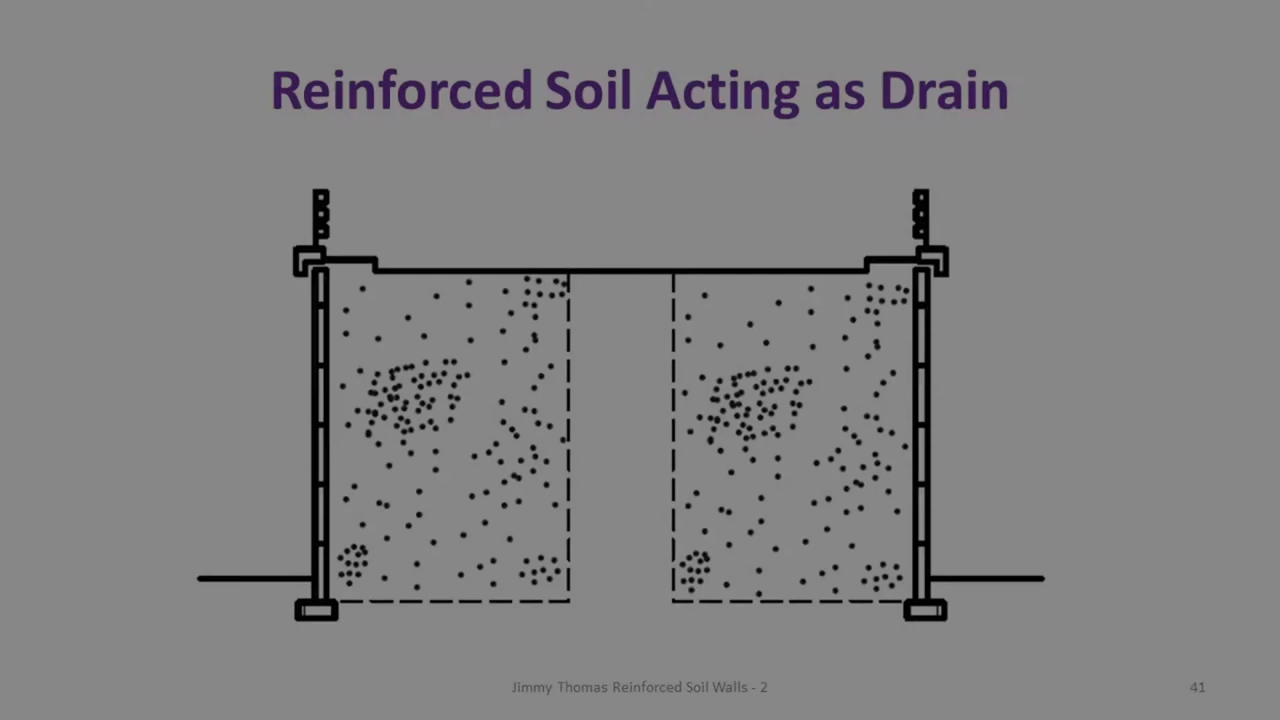 Reinforced Soil Acting as Drain
Jimmy Thomas Reinforced Soil Walls - 2
41